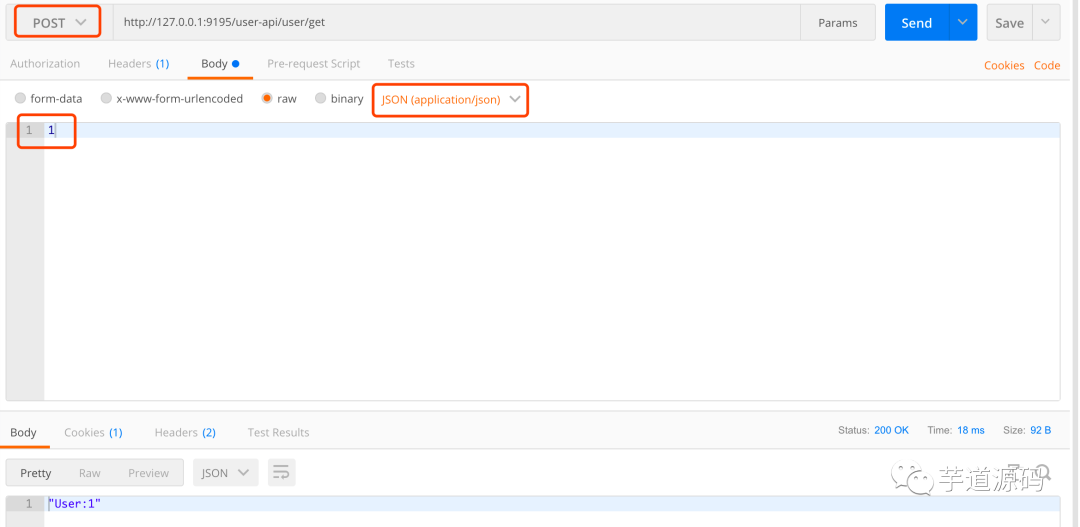 POST http://127.0.0.1:9195/user-api/user/get Params Send Save
Authorization Headers (1) Body Pre-request Script Tests Cookies Code
form-data x-www-form-urlencoded raw binary JSON (application/json)
1 1
Body Cookies (1) Headers (2) Test Results Status: 200 OK Time: 18 ms Size: 92 B
Pretty Raw Preview JSON
芋道源码
1 "User:1"